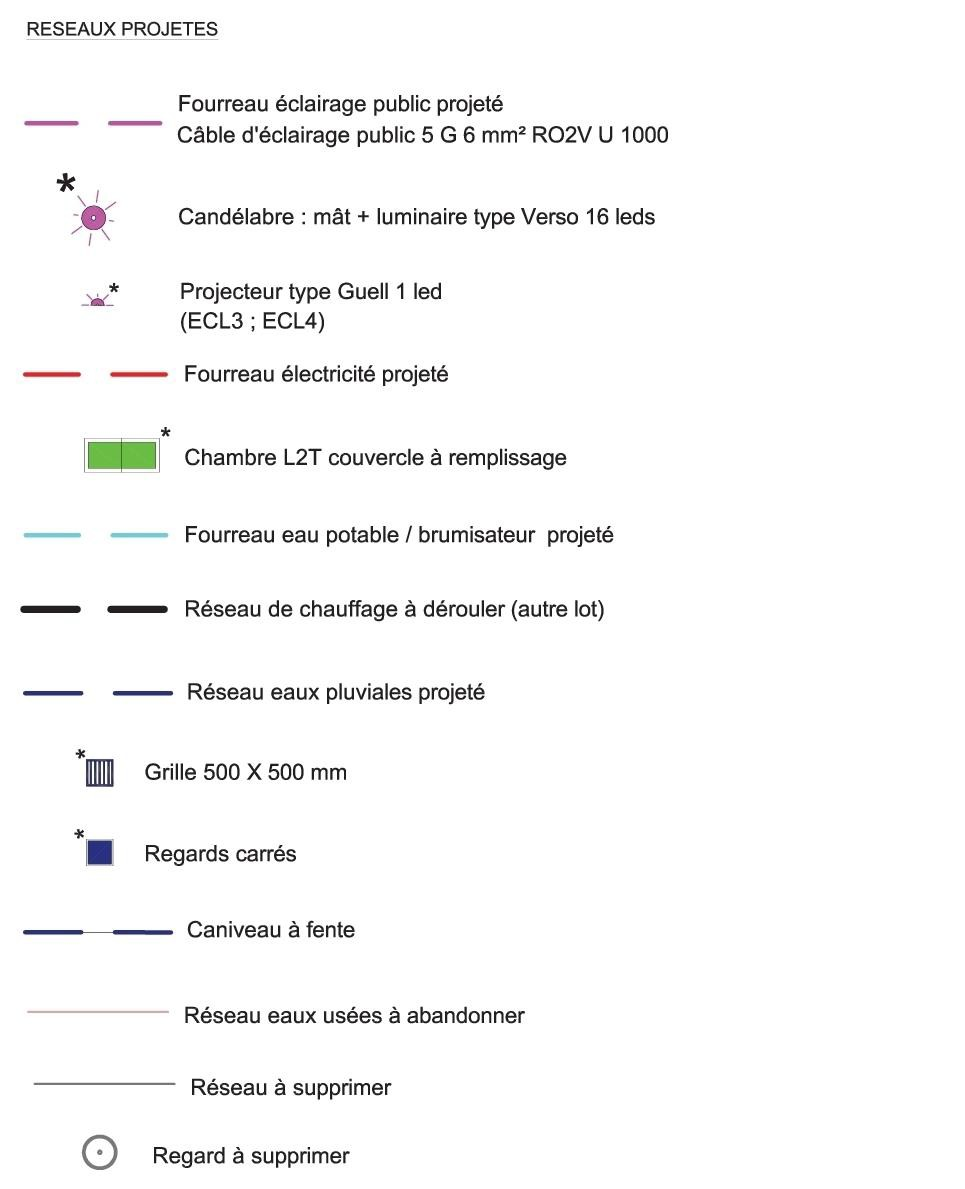 RESEAUX PROJETES
Fourreau éclairage public projeté
Câble d'éclairage public 5 G 6 mm² RO2V U 1000
*
Candélabre : mât + luminaire type Verso 16 leds
*
Projecteur type Guell 1 led
(ECL3 ; ECL4)
Fourreau électricité projeté
*
Chambre L2T couvercle à remplissage
Fourreau eau potable / brumisateur  projeté
Réseau de chauffage à dérouler (autre lot)
Réseau eaux pluviales projeté
*
Grille 500 X 500 mm
*
Regards carrés
Caniveau à fente
Réseau eaux usées à abandonner
Réseau à supprimer
Regard à supprimer